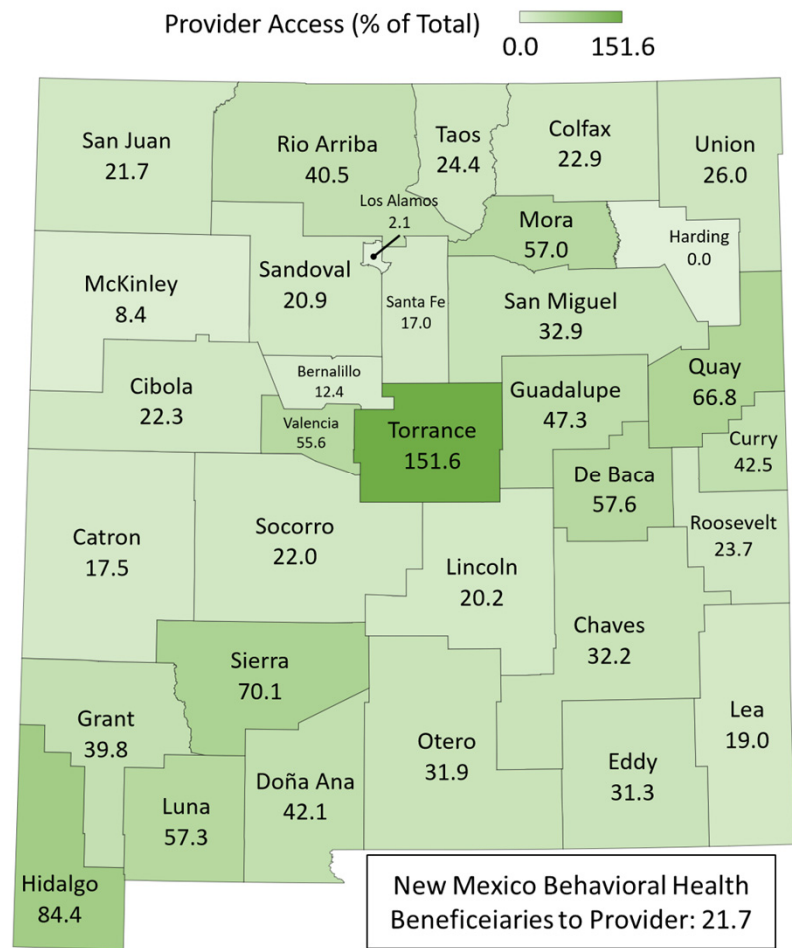 Provider Access (% of Total)
0.0
151.6
San Juan
21.7
Rio Arriba
40.5
Taos
24.4
Colfax
22.9
Union
26.0
Los Alamos
2.1
Mora
57.0
Harding
0.0
McKinley
8.4
Sandoval
20.9
Santa Fe
17.0
San Miguel
32.9
Quay
66.8
Cibola
22.3
Bernalillo
12.4
Valencia
55.6
Torrance
151.6
Guadalupe
47.3
Curry
42.5
De Baca
57.6
Roosevelt
23.7
Catron
17.5
Socorro
22.0
Lincoln
20.2
Chaves
32.2
Sierra
70.1
Grant
39.8
Otero
31.9
Lea
19.0
Eddy
31.3
Doña Ana
42.1
Luna
57.3
Hidalgo
84.4
New Mexico Behavioral Health
Beneficeiaries to Provider: 21.7